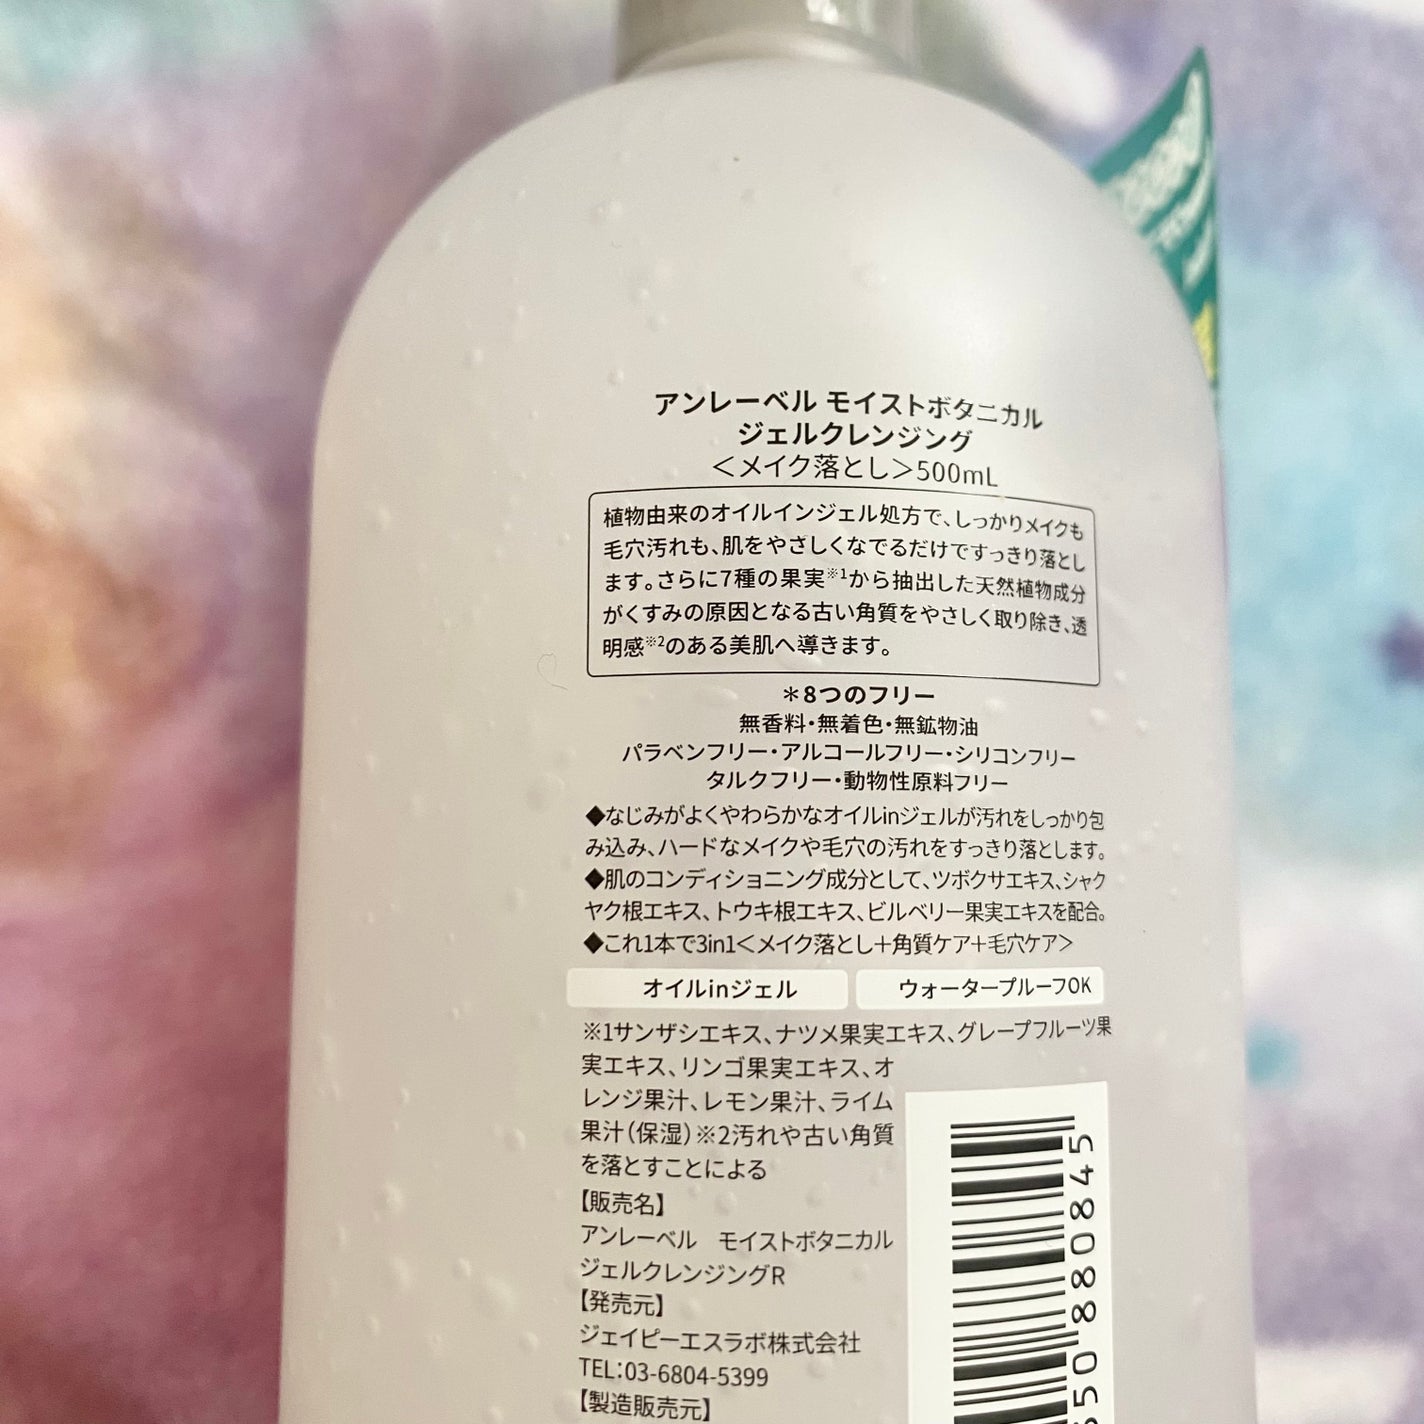 アンレーベル モイストボタニカル
ジェルクレンジング
＜メイク落とし＞500mL
植物由来のオイルインジェル処方で、しっかりメイクも
毛穴汚れも、肌をやさしくなでるだけですっきり落とし
ます。さらに7種の果実※1から抽出した天然植物成分
がくすみの原因となる古い角質をやさしく取り除き、透
明感※2のある美肌へ導きます。
＊8つのフリー
無香料・無着色・無鉱物油
パラベンフリー・アルコールフリー・シリコンフリー
タルクフリー・動物性原料フリー
◆なじみがよくやわらかなオイルinジェルが汚れをしっかり包
み込み、ハードなメイクや毛穴の汚れをすっきり落とします。
◆肌のコンディショニング成分として、ツボクサエキス、シャク
ヤク根エキス、トウキ根エキス、ビルベリー果実エキスを配合。
◆これ1本で3in1＜メイク落とし＋角質ケア＋毛穴ケア＞
オイルinジェル
ウォータープルーフOK
※1サンザシエキス、ナツメ果実エキス、グレープフルーツ果
実エキス、リンゴ果実エキス、オ
レンジ果汁、レモン果汁、ライム
果汁（保湿）※2汚れや古い角質
を落とすことによる
【販売名】
アンレーベル　モイストボタニカル
ジェルクレンジングR
【発売元】
ジェイピーエスラボ株式会社
TEL：03-6804-5399
【製造販売元】
50 880845